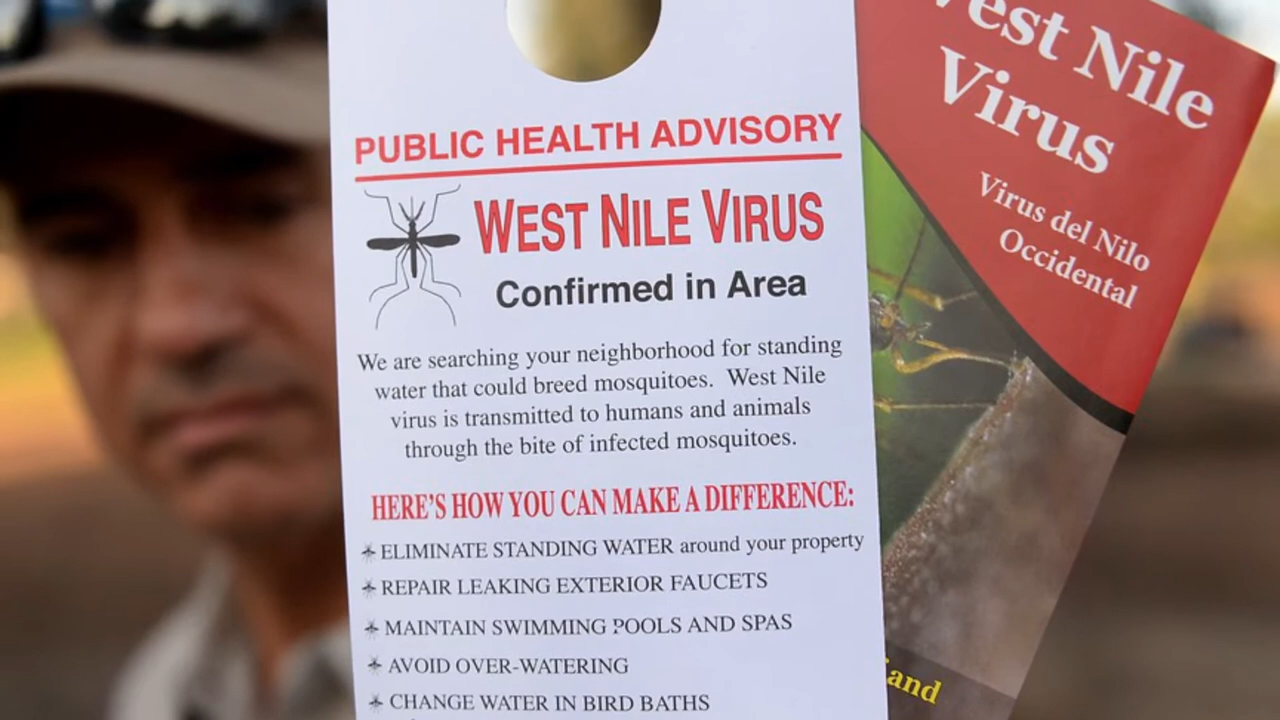 PUBLIC HEALTH ADVISORY
WEST NILE VIRUS
Confirmed in Area
We are searching your neighborhood for standing
water that could breed mosquitoes. West Nile
virus is transmitted to humans and animals
through the bite of infected mosquitoes.
HERE'S HOW YOU CAN MAKE A DIFFERENCE:
ELIMINATE STANDING WATER around your property
REPAIR LEAKING EXTERIOR FAUCETS
MAINTAIN SWIMMING POOLS AND SPAS
AVOID OVER-WATERING
CHANGE WATER IN BIRD BATHS
West Nile
Virus
Virus del Nilo
Occidental
and